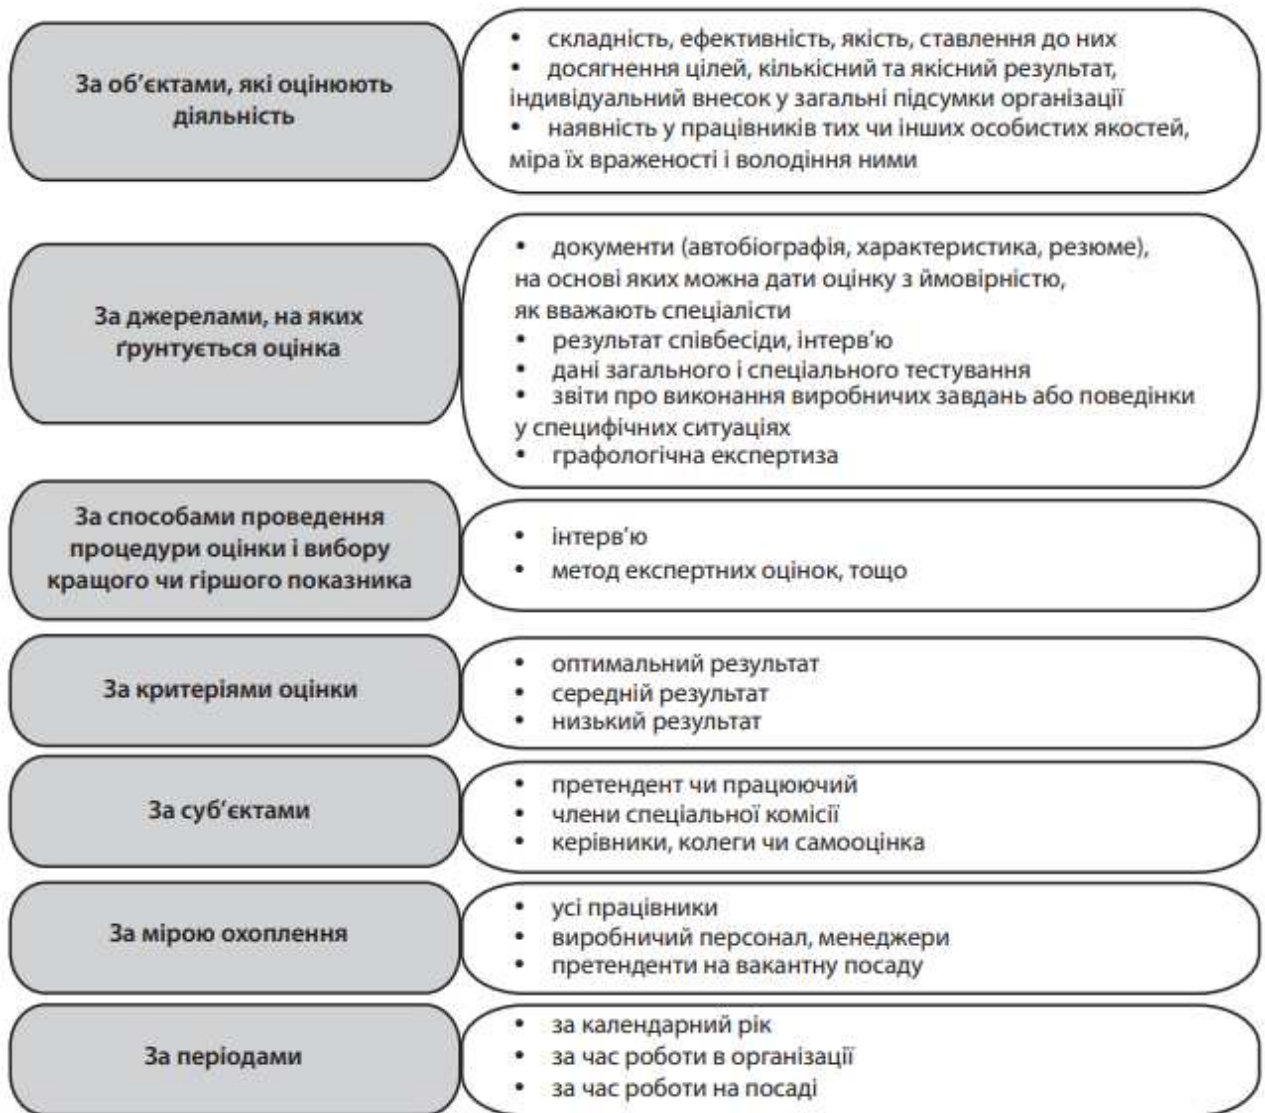 За об’єктами, які оцінюють
діяльність
• складність, ефективність, якість, ставлення до них
• досягнення цілей, кількісний та якісний результат,
індивідуальний внесок у загальні підсумки організації
• наявність у працівників тих чи інших особистих якостей,
міра їх враженості і володіння ними
За джерелами, на яких
ґрунтується оцінка
• документи (автобіографія, характеристика, резюме),
на основі яких можна дати оцінку з ймовірністю,
як вважають спеціалісти
• результат співбесіди, інтерв’ю
• дані загального і спеціального тестування
• звіти про виконання виробничих завдань або поведінки
у специфічних ситуаціях
• графологічна експертиза
За способами проведення
процедури оцінки і вибору
кращого чи гіршого показника
• інтерв’ю
• метод експертних оцінок, тощо
За критеріями оцінки
• оптимальний результат
• середній результат
• низький результат
За суб’єктами
• претендент чи працюючий
• члени спеціальної комісії
• керівники, колеги чи самооцінка
За мірою охоплення
• усі працівники
• виробничий персонал, менеджери
• претенденти на вакантну посаду
За періодами
• за календарний рік
• за час роботи в організації
• за час роботи на посаді